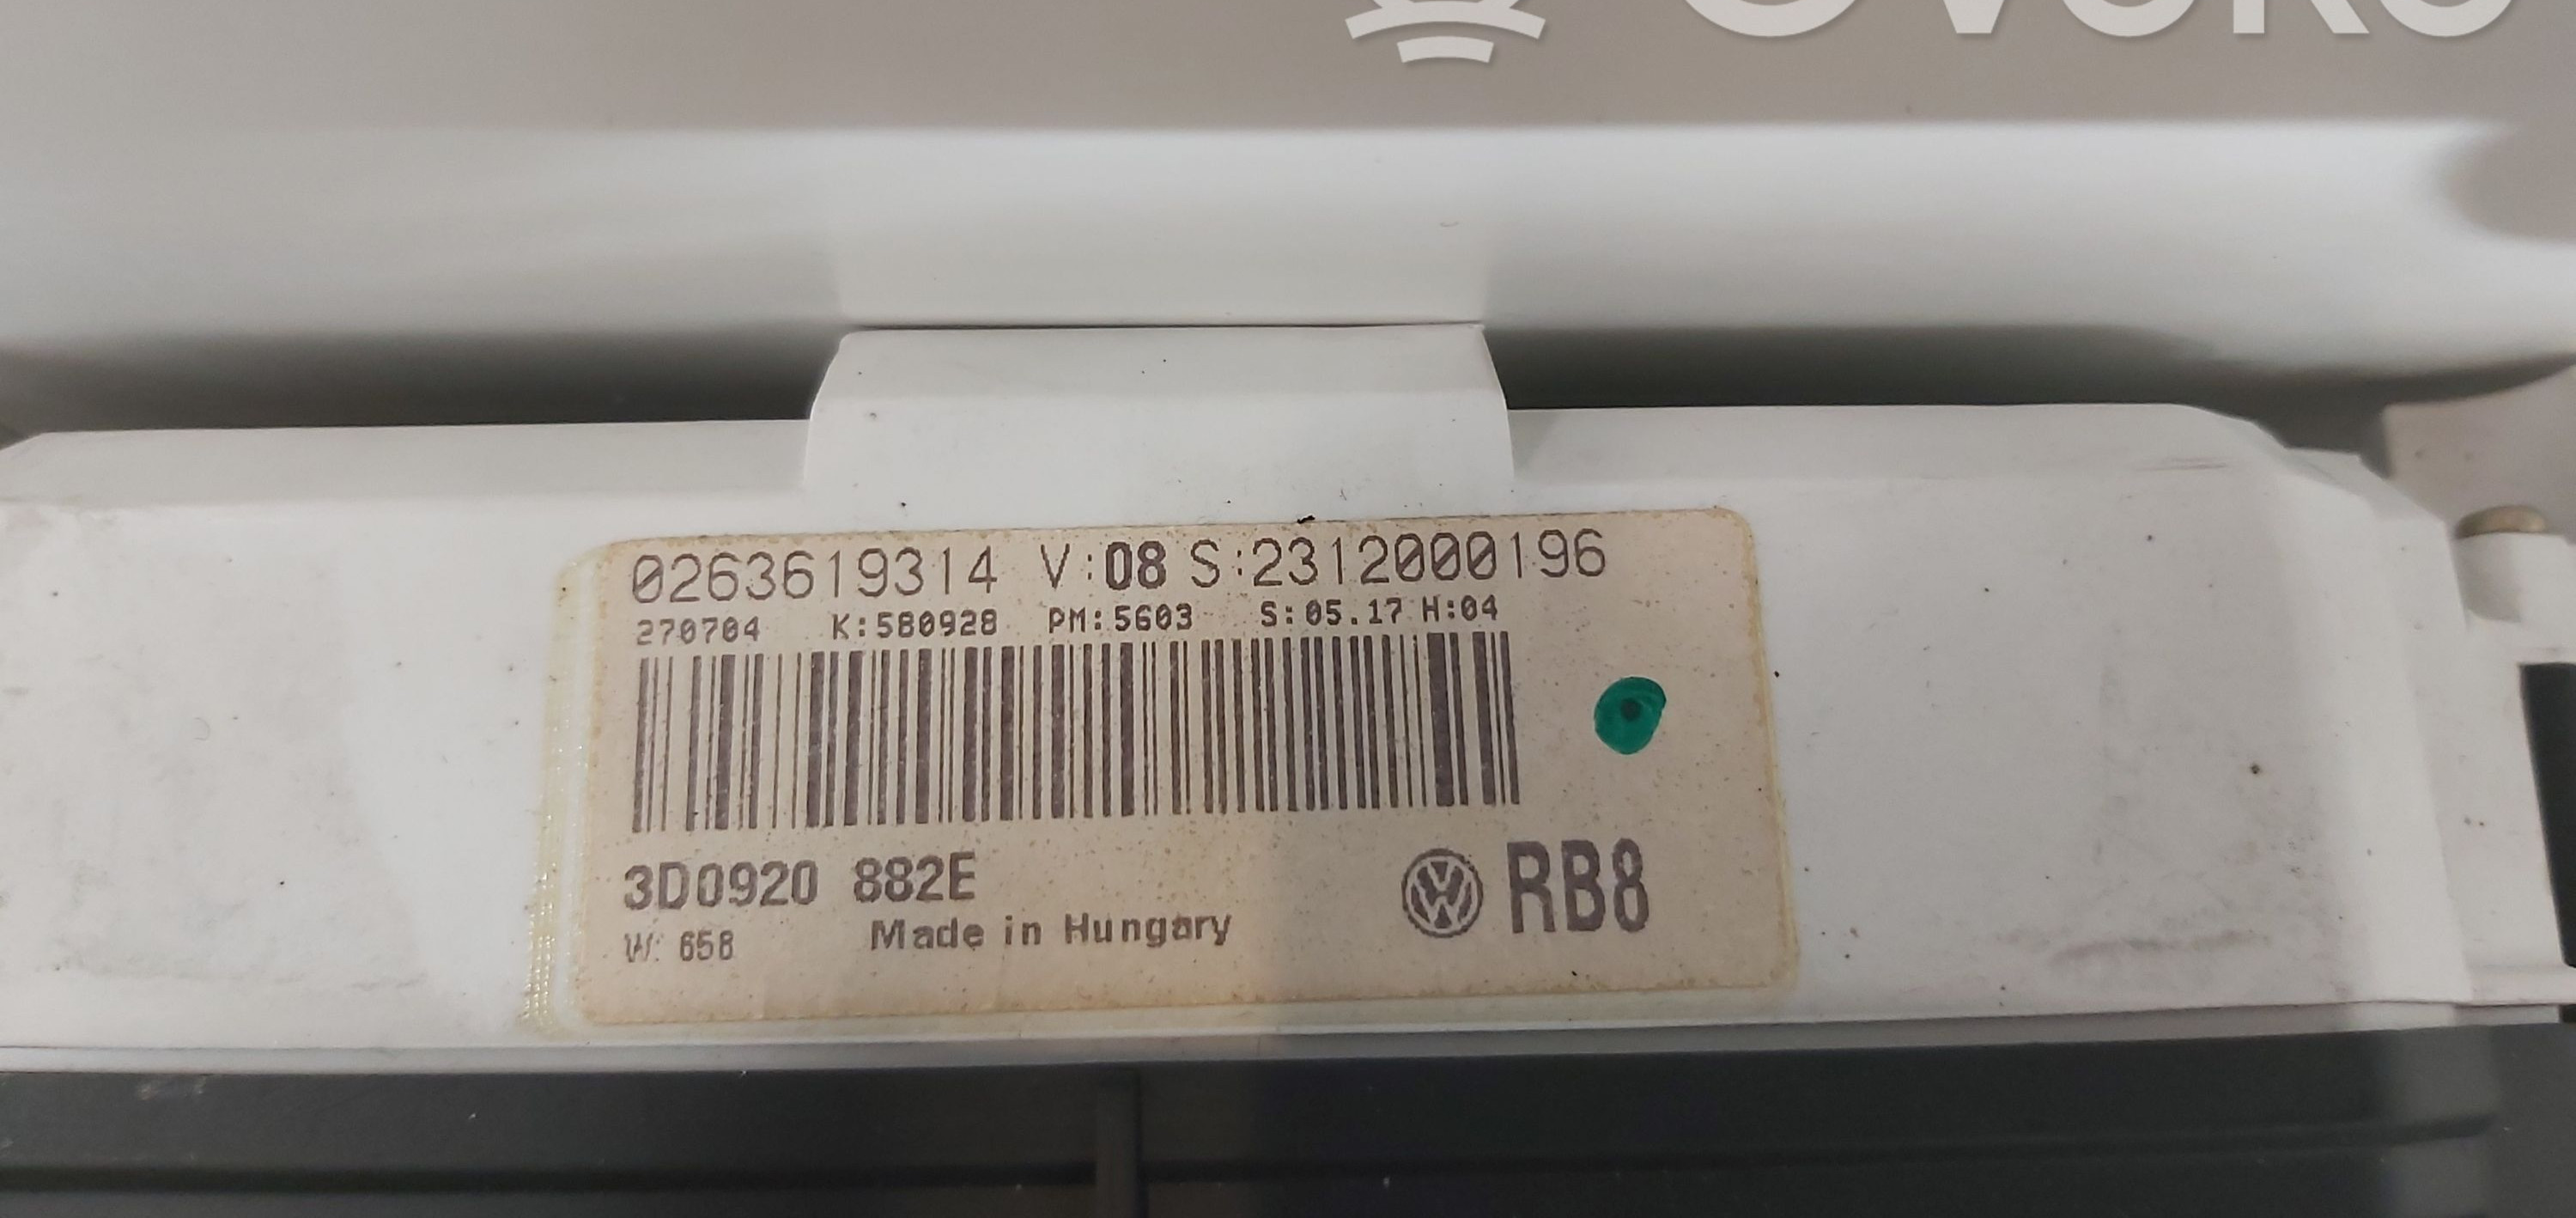 0263619314 V:08 S:2312000196
270704 K:580928 PM:5603 S:05.17 H:04
3D0920 882E
RB8
W: 658 Made in Hungary